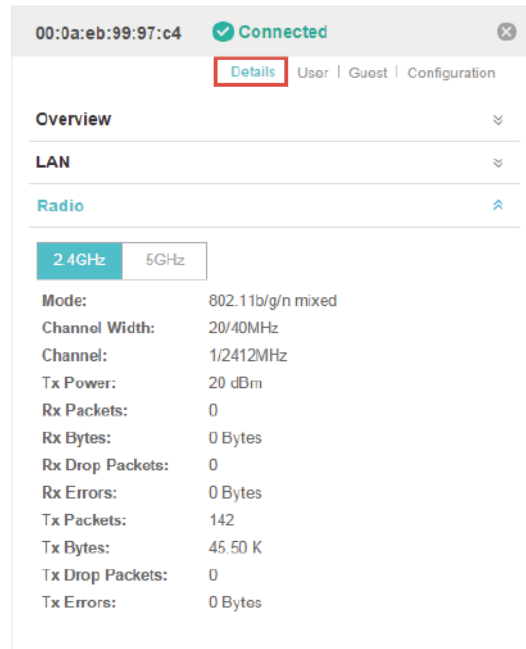 00:0a:eb:99:97:c4 Connected
Details User | Guest | Configuration
Overview
LAN
Radio
2.4GHz 5GHz
Mode: 802.11b/g/n mixed
Channel Width: 20/40MHz
Channel: 1/2412MHz
Tx Power: 20 dBm
Rx Packets: 0
Rx Bytes: 0 Bytes
Rx Drop Packets: 0
Rx Errors: 0 Bytes
Tx Packets: 142
Tx Bytes: 45.50 K
Tx Drop Packets: 0
Tx Errors: 0 Bytes